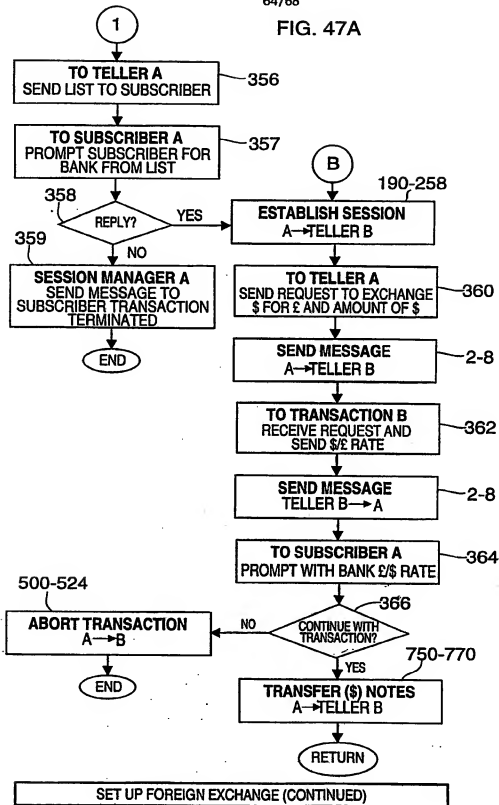 64/68
FIG. 47A
1
TO TELLER A
SEND LIST TO SUBSCRIBER
356
TO SUBSCRIBER A
PROMPT SUBSCRIBER FOR
BANK FROM LIST
357
358
REPLY?
YES
NO
359
SESSION MANAGER A
SEND MESSAGE TO
SUBSCRIBER TRANSACTION
TERMINATED
END
B
190-258
ESTABLISH SESSION
A→TELLER B
TO TELLER A
SEND REQUEST TO EXCHANGE
$ FOR £ AND AMOUNT OF $
360
SEND MESSAGE
A→TELLER B
2-8
TO TRANSACTION B
RECEIVE REQUEST AND
SEND $/£ RATE
362
SEND MESSAGE
TELLER B→A
2-8
TO SUBSCRIBER A
PROMPT WITH BANK £/$ RATE
364
366
CONTINUE WITH
TRANSACTION?
NO
YES
500-524
ABORT TRANSACTION
A→B
END
750-770
TRANSFER ($) NOTES
A→TELLER B
RETURN
SET UP FOREIGN EXCHANGE (CONTINUED)